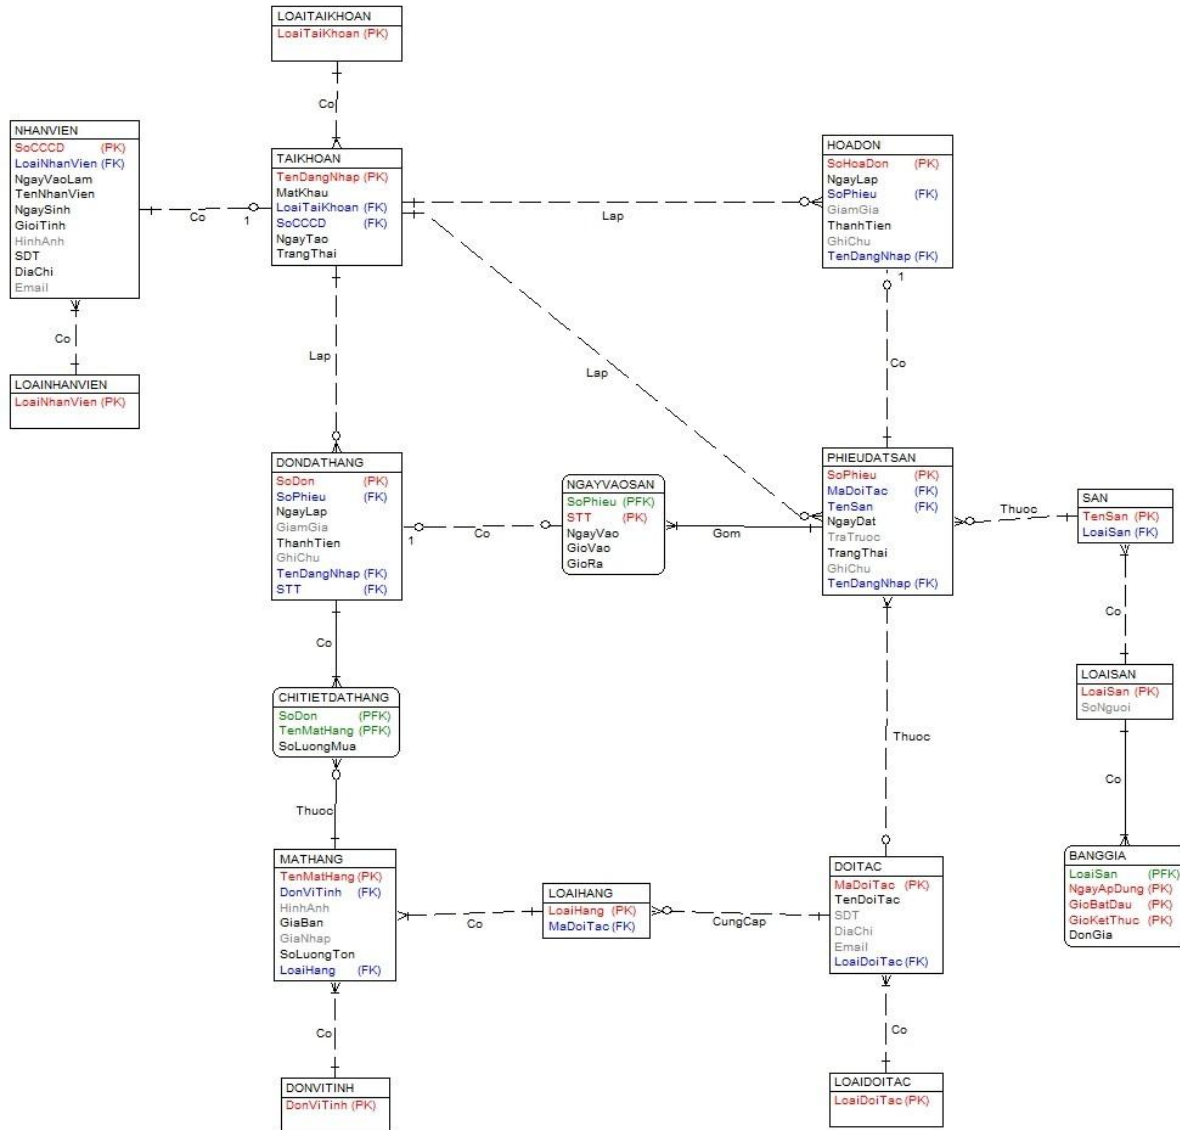 LOAITAIKHOAN
LoaiTaiKhoan (PK)
Co
NHANVIEN
SoCCCD (PK)
LoaiNhanVien (FK)
NgayVaoLam
TenNhanVien
NgaySinh
GioiTinh
HinhAnh
SDT
DiaChi
Email
Co
1
TAIKHOAN
TenDangNhap (PK)
MatKhau
LoaiTaiKhoan (FK)
SoCCCD (FK)
NgayTao
TrangThai
Lap
HOADON
SoHoaDon (PK)
NgayLap
SoPhieu (FK)
GiamGia
ThanhTien
GhiChu
TenDangNhap (FK)
1
Co
LOAINHANVIEN
LoaiNhanVien (PK)
Lap
Lap
Co
DONDATHANG
SoDon (PK)
SoPhieu (FK)
NgayLap
GiamGia
ThanhTien
GhiChu
TenDangNhap (FK)
STT (FK)
1
Co
NGAYVAOSAN
SoPhieu (PFK)
STT (PK)
NgayVao
GioVao
GioRa
Gom
PHIEUDATSAN
SoPhieu (PK)
MaDoiTac (FK)
TenSan (FK)
NgayDat
TraTruoc
TrangThai
GhiChu
TenDangNhap (FK)
Thuoc
SAN
TenSan (PK)
LoaiSan (FK)
Co
LOAISAN
LoaiSan (PK)
SoNguoi
Co
Co
CHITIETDATHANG
SoDon (PFK)
TenMatHang (PFK)
SoLuongMua
Thuoc
Thuoc
MATHANG
TenMatHang (PK)
DonViTinh (FK)
HinhAnh
GiaBan
GiaNhap
SoLuongTon
LoaiHang (FK)
Co
LOAIHANG
LoaiHang (PK)
MaDoiTac (FK)
CungCap
DOITAC
MaDoiTac (PK)
TenDoiTac
SDT
DiaChi
Email
LoaiDoiTac (FK)
BANGGIA
LoaiSan (PFK)
NgayApDung (PK)
GioBatDau (PK)
GioKetThuc (PK)
DonGia
Co
Co
DONVITINH
DonViTinh (PK)
LOAIDOITAC
LoaiDoiTac (PK)